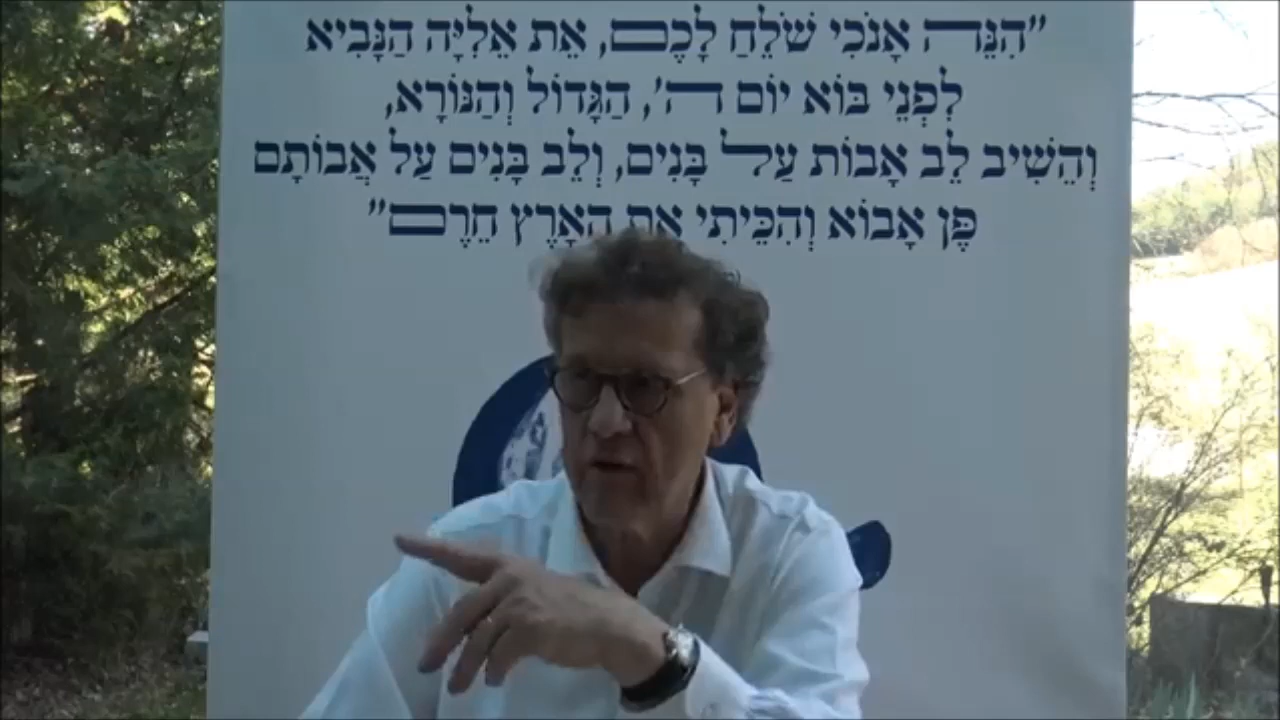 "הִנֵּה אָנֹכִי שֹׁלֵחַ לָכֶם, אֵת אֵלִיָּה הַנָּבִיא
לִפְנֵי בּוֹא יוֹם ה', הַגָּדוֹל וְהַנּוֹרָא,
וְהֵשִׁיב לֵב אָבוֹת עַל בָּנִים, וְלֵב בָּנִים עַל אֲבוֹתָם
פֶּן אָבוֹא וְהִכֵּיתִי אֶת הָאָרֶץ חֵרֶם"